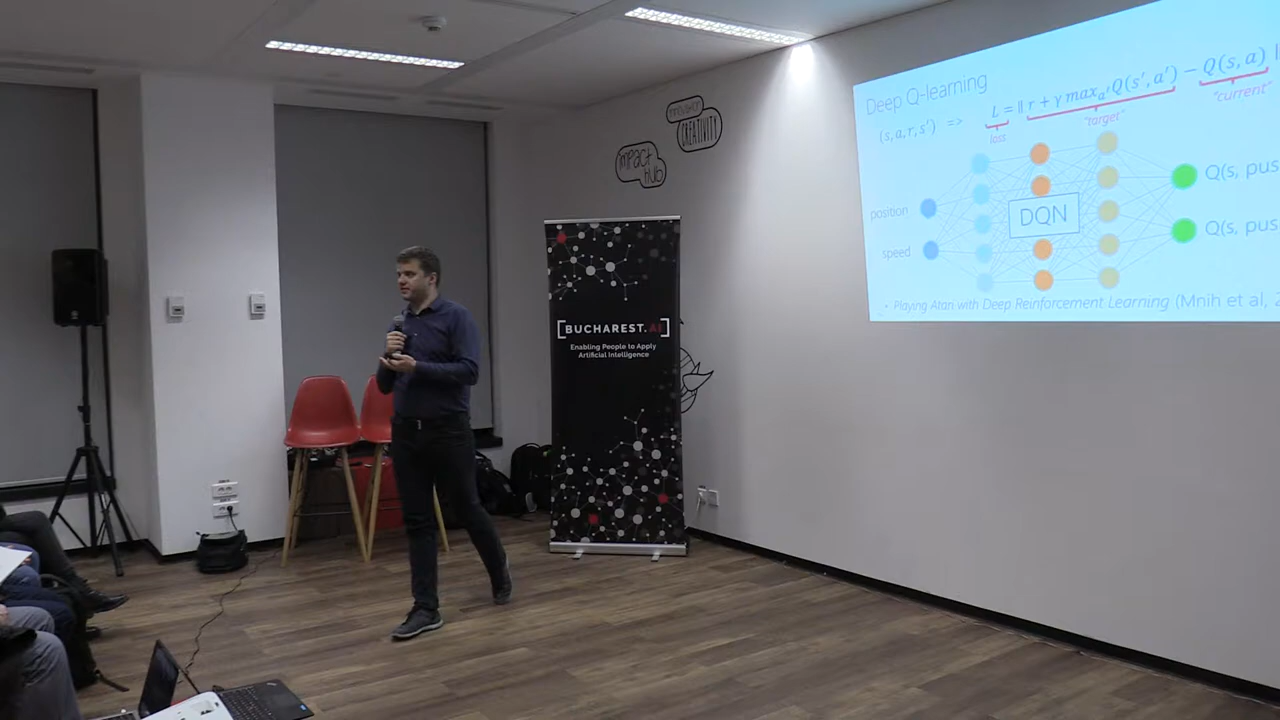 INNOVATION
CREATIVITY
impact
hub
[BUCHAREST.AI]
Enabling People to Apply
Artificial Intelligence
Deep Q-learning
(s, a, r, s') => L = ‖ r + γ max_a' Q(s', a') − Q(s, a) ‖
loss "target" "current"
position
speed
DQN
Q(s, pus
Q(s, pus
• Playing Atari with Deep Reinforcement Learning (Mnih et al, 2